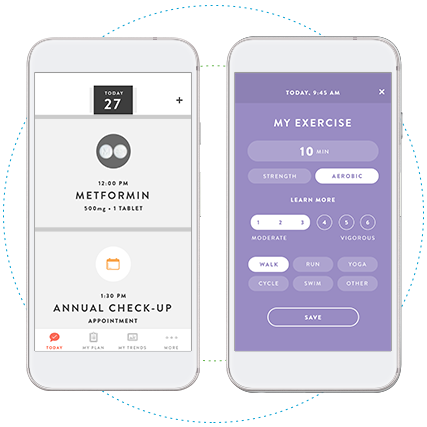 TODAY
27
+
12:00 PM
METFORMIN
500mg • 1 TABLET
1:30 PM
ANNUAL CHECK-UP
APPOINTMENT
TODAY MY PLAN MY TRENDS MORE
TODAY, 9:45 AM ×
MY EXERCISE
10 MIN
STRENGTH AEROBIC
LEARN MORE
1 2 3 4 5 6
MODERATE VIGOROUS
WALK RUN YOGA
CYCLE SWIM OTHER
SAVE